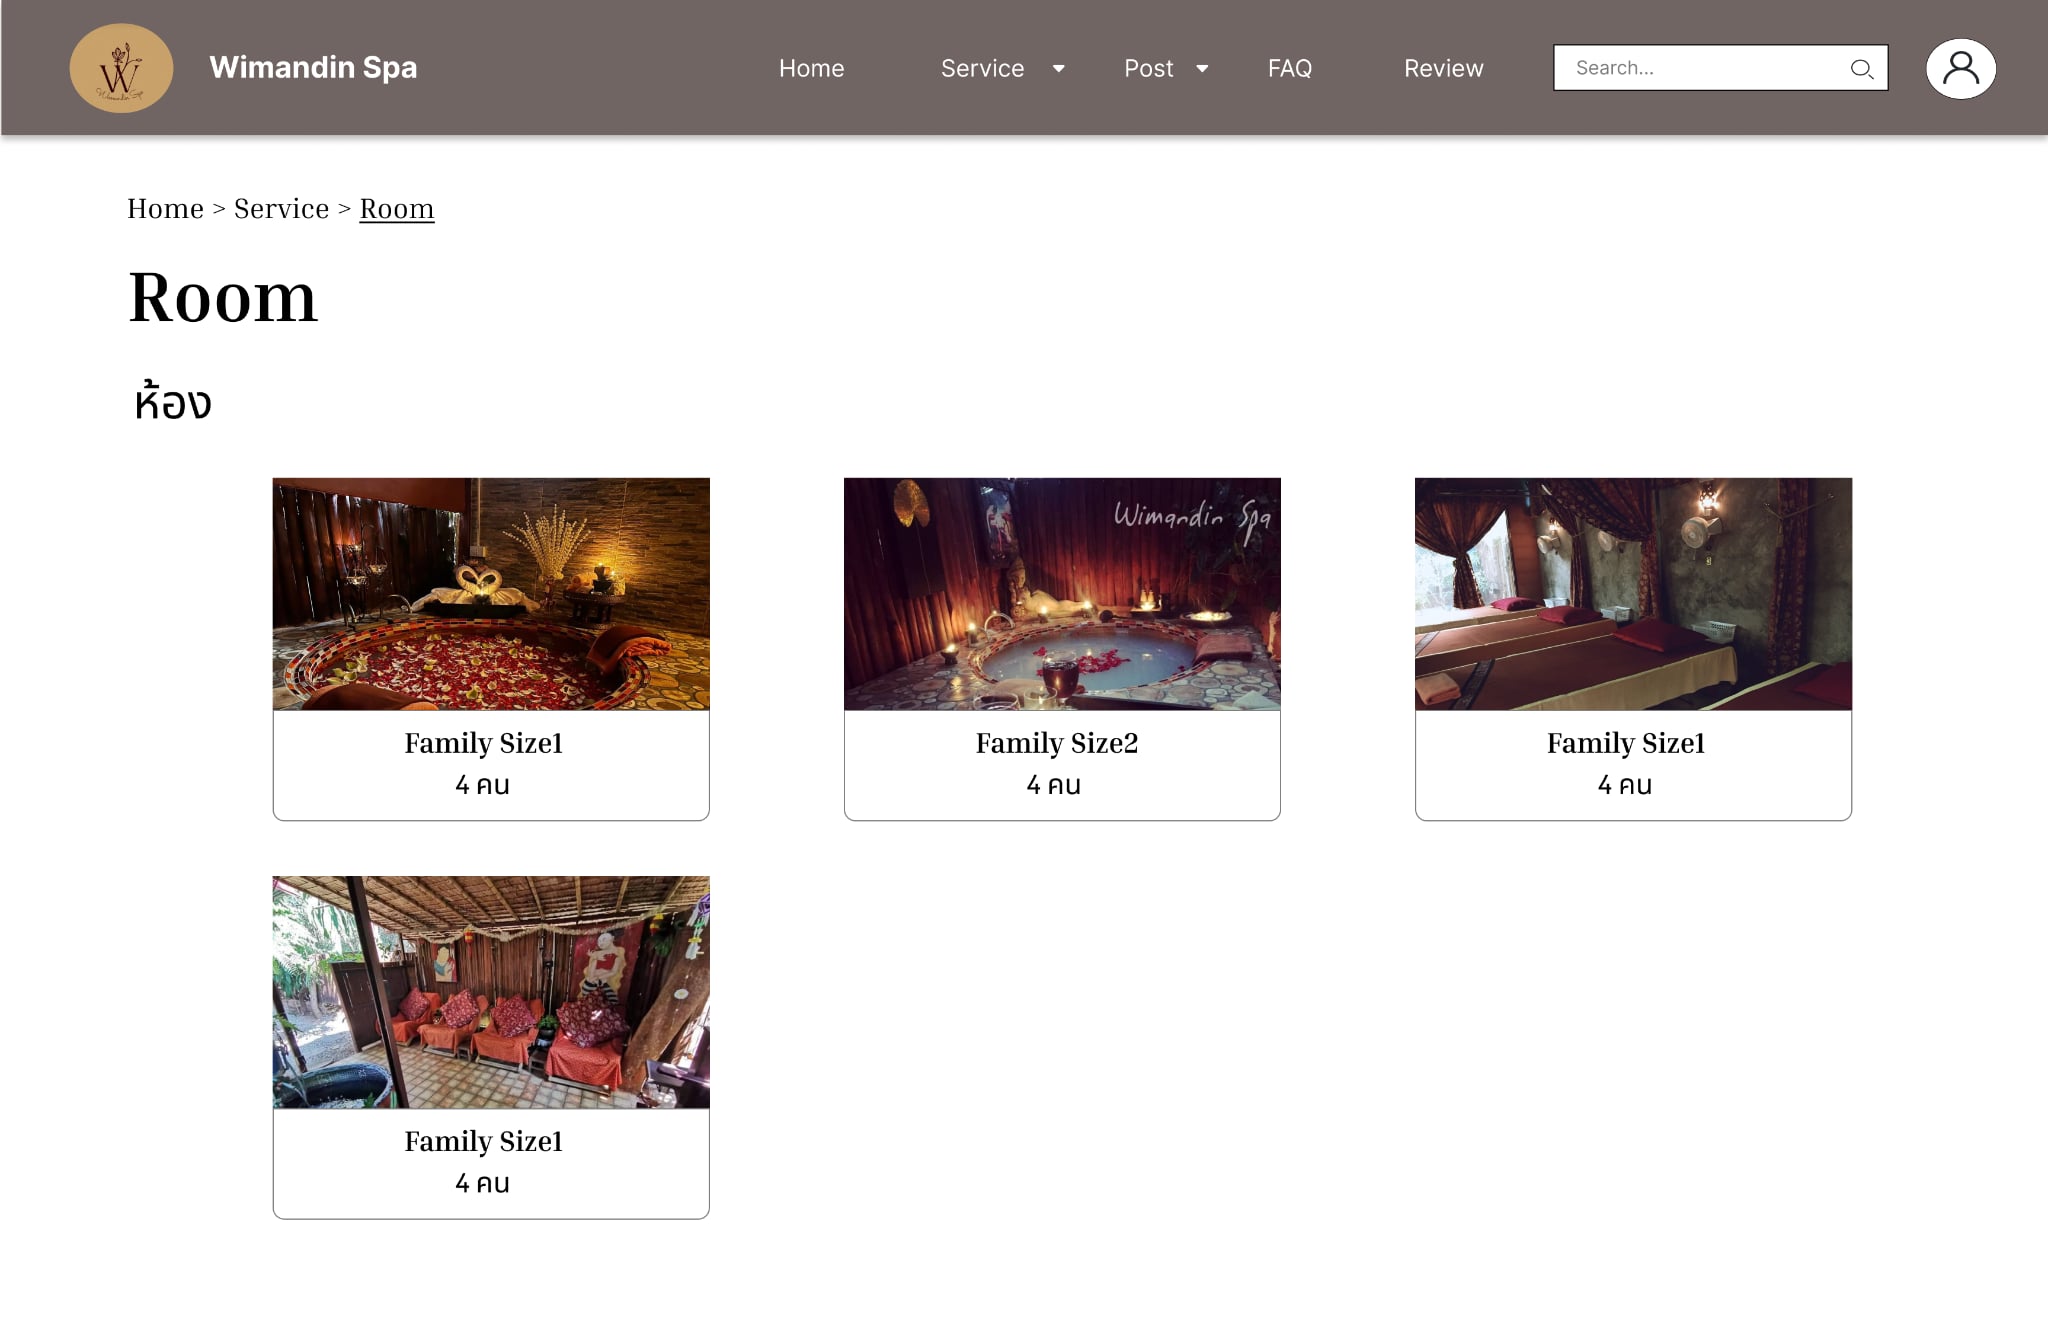 W
Wimandin Spa
Wimandin Spa
Home
Service
Post
FAQ
Review
Search...
Home > Service > Room
Room
ห้อง
Wimandin Spa
Family Size1
4 คน
Family Size2
4 คน
Family Size1
4 คน
Family Size1
4 คน